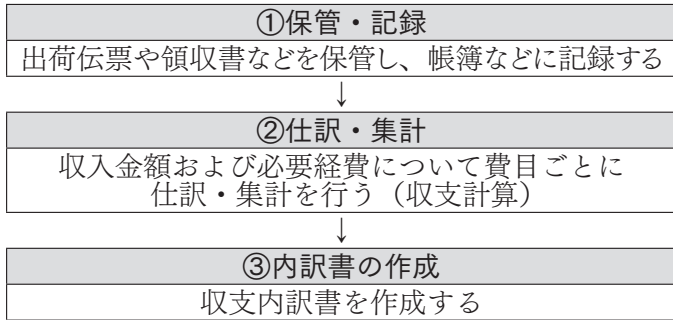 ①保管・記録
出荷伝票や領収書などを保管し、帳簿などに記録する
↓
②仕訳・集計
収入金額および必要経費について費目ごとに
仕訳・集計を行う（収支計算）
↓
③内訳書の作成
収支内訳書を作成する